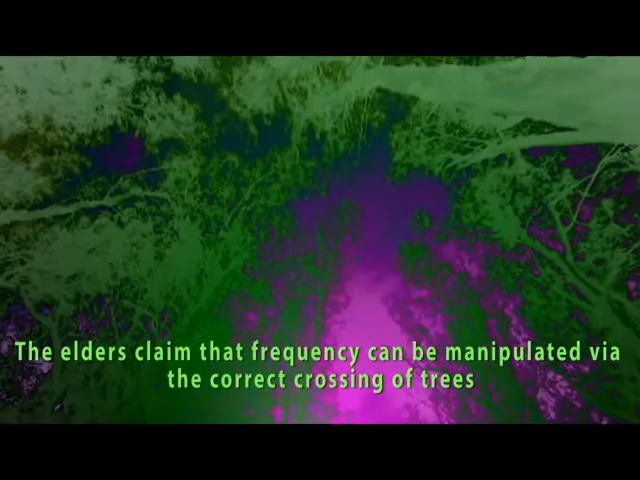 The elders claim that frequency can be manipulated via
the correct crossing of trees